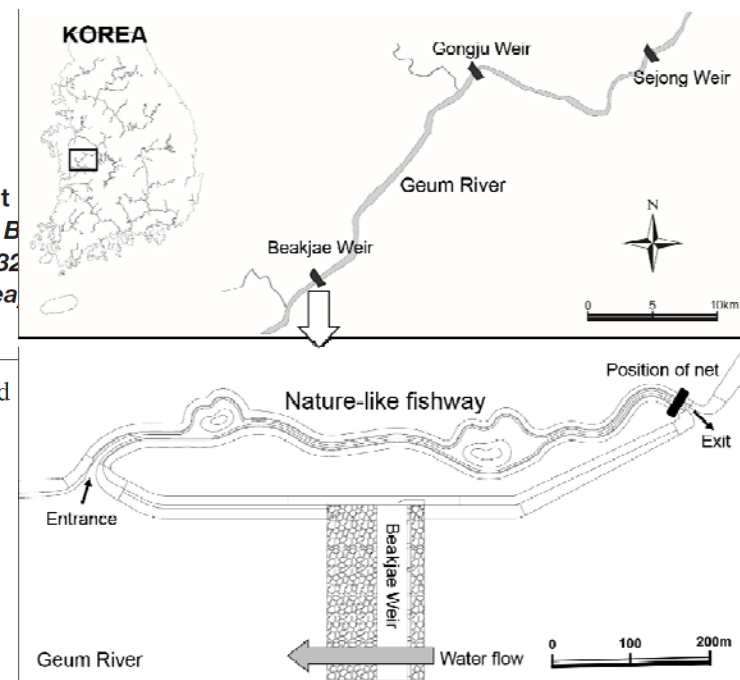 KOREA
Gongju Weir
Sejong Weir
Geum River
Beakjae Weir
N
0 5 10km
t
B
32
d
Position of net
Nature-like fishway
Exit
Entrance
Beakjae Weir
0 100 200m
Geum River
Water flow